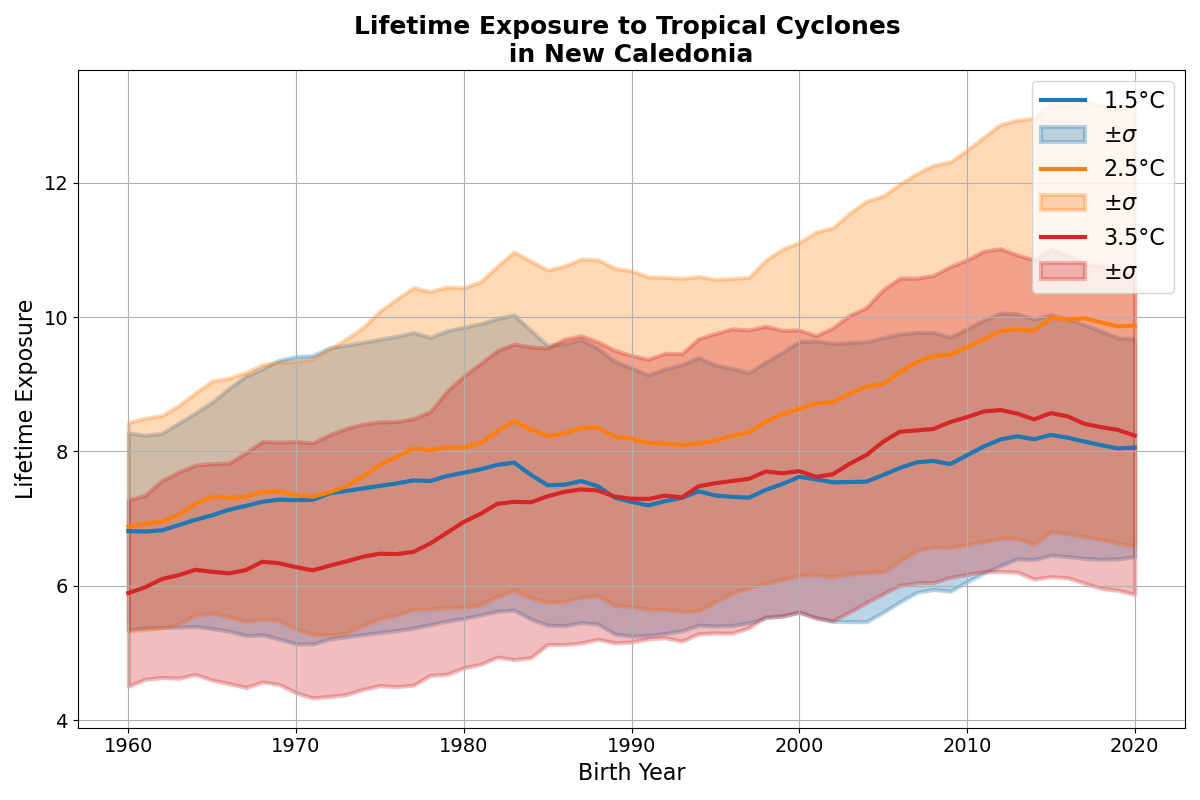 Lifetime Exposure to Tropical Cyclones
in New Caledonia
1.5°C
±σ
2.5°C
±σ
3.5°C
±σ
Lifetime Exposure
12
10
8
6
4
1960 1970 1980 1990 2000 2010 2020
Birth Year